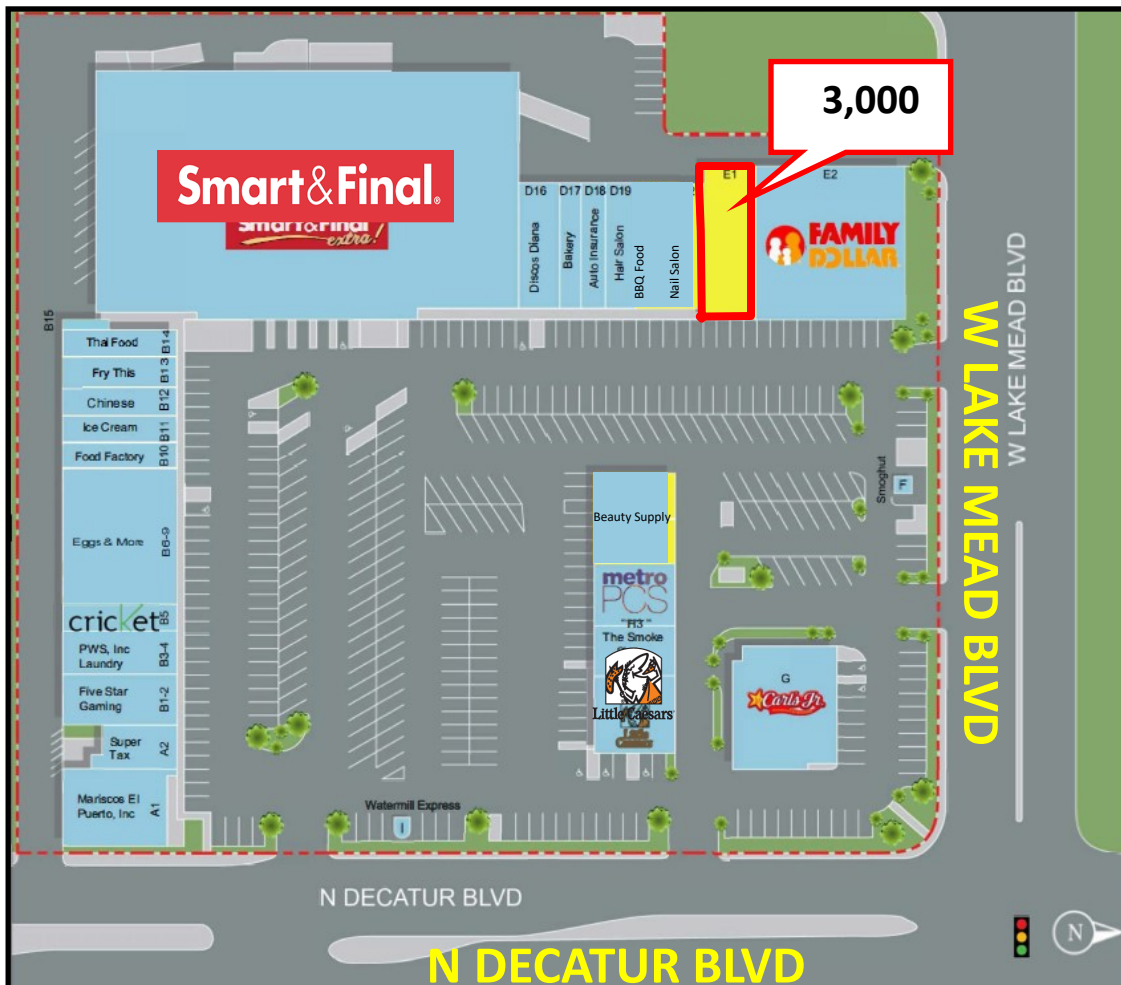 3,000
Smart&Final®
Smart&Final
extra!
E1
E2
FAMILY
DOLLAR
D16
D17
D18
D19
Discos Diana
Bakery
Auto Insurance
Hair Salon
BBQ Food
Nail Salon
B15
Thai Food
B14
Fry This
B13
Chinese
B12
Ice Cream
B11
Food Factory
B10
Eggs & More
B6-9
cricket
B5
PWS, Inc
Laundry
B3-4
Five Star
Gaming
B1-2
Super
Tax
A2
Mariscos El
Puerto, Inc
A1
Beauty Supply
metro
PCS
H3
The Smoke
Little Caesars
Little
Caesars
Smoghut
F
G
Carl's Jr.
Watermill Express
I
W LAKE MEAD BLVD
W LAKE MEAD BLVD
N DECATUR BLVD
N DECATUR BLVD
N